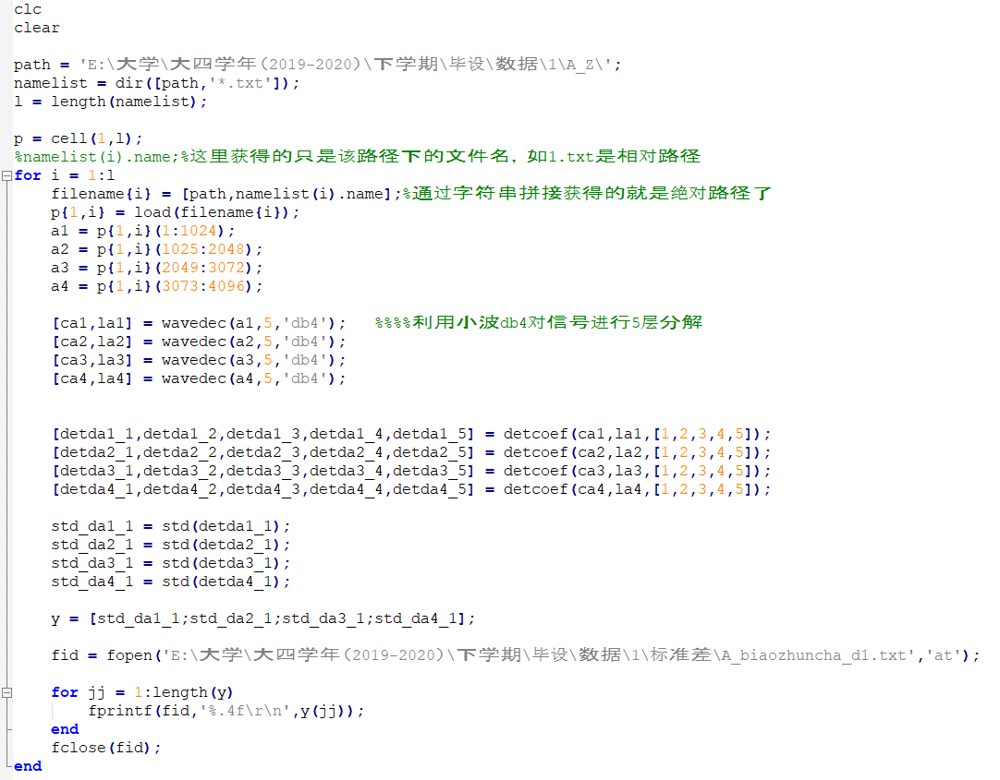 clc
clear
path = 'E:\大学\大四学年(2019-2020)\下学期\毕设\数据\1\A_Z\';
namelist = dir([path,'*.txt']);
l = length(namelist);
p = cell(1,l);
%namelist(i).name;%这里获得的只是该路径下的文件名，如1.txt是相对路径
for i = 1:l
filename{i} = [path,namelist(i).name];%通过字符串拼接获得的就是绝对路径了
p{1,i} = load(filename{i});
a1 = p{1,i}(1:1024);
a2 = p{1,i}(1025:2048);
a3 = p{1,i}(2049:3072);
a4 = p{1,i}(3073:4096);
[ca1,la1] = wavedec(a1,5,'db4');   %%%%利用小波db4对信号进行5层分解
[ca2,la2] = wavedec(a2,5,'db4');
[ca3,la3] = wavedec(a3,5,'db4');
[ca4,la4] = wavedec(a4,5,'db4');
[detda1_1,detda1_2,detda1_3,detda1_4,detda1_5] = detcoef(ca1,la1,[1,2,3,4,5]);
[detda2_1,detda2_2,detda2_3,detda2_4,detda2_5] = detcoef(ca2,la2,[1,2,3,4,5]);
[detda3_1,detda3_2,detda3_3,detda3_4,detda3_5] = detcoef(ca3,la3,[1,2,3,4,5]);
[detda4_1,detda4_2,detda4_3,detda4_4,detda4_5] = detcoef(ca4,la4,[1,2,3,4,5]);
std_da1_1 = std(detda1_1);
std_da2_1 = std(detda2_1);
std_da3_1 = std(detda3_1);
std_da4_1 = std(detda4_1);
y = [std_da1_1;std_da2_1;std_da3_1;std_da4_1];
fid = fopen('E:\大学\大四学年(2019-2020)\下学期\毕设\数据\1\标准差\A_biaozhuncha_d1.txt','at');
for jj = 1:length(y)
fprintf(fid,'%.4f\r\n',y(jj));
end
fclose(fid);
end